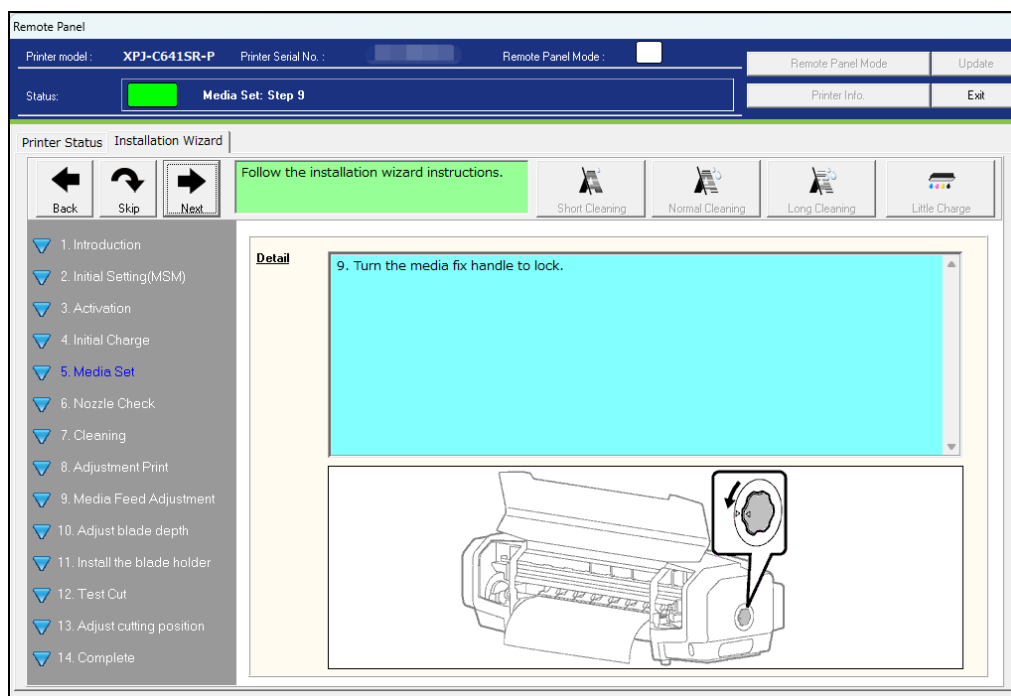 Remote Panel
Printer model : XPJ-C641SR-P Printer Serial No. : Remote Panel Mode :
Remote Panel Mode Update
Status: Media Set: Step 9
Printer Info. Exit
Printer Status Installation Wizard
Follow the installation wizard instructions.
Back Skip Next Short Cleaning Normal Cleaning Long Cleaning Little Charge
1. Introduction
2. Initial Setting(MSM)
3. Activation
4. Initial Charge
5. Media Set
6. Nozzle Check
7. Cleaning
8. Adjustment Print
9. Media Feed Adjustment
10. Adjust blade depth
11. Install the blade holder
12. Test Cut
13. Adjust cutting position
14. Complete
Detail
9. Turn the media fix handle to lock.